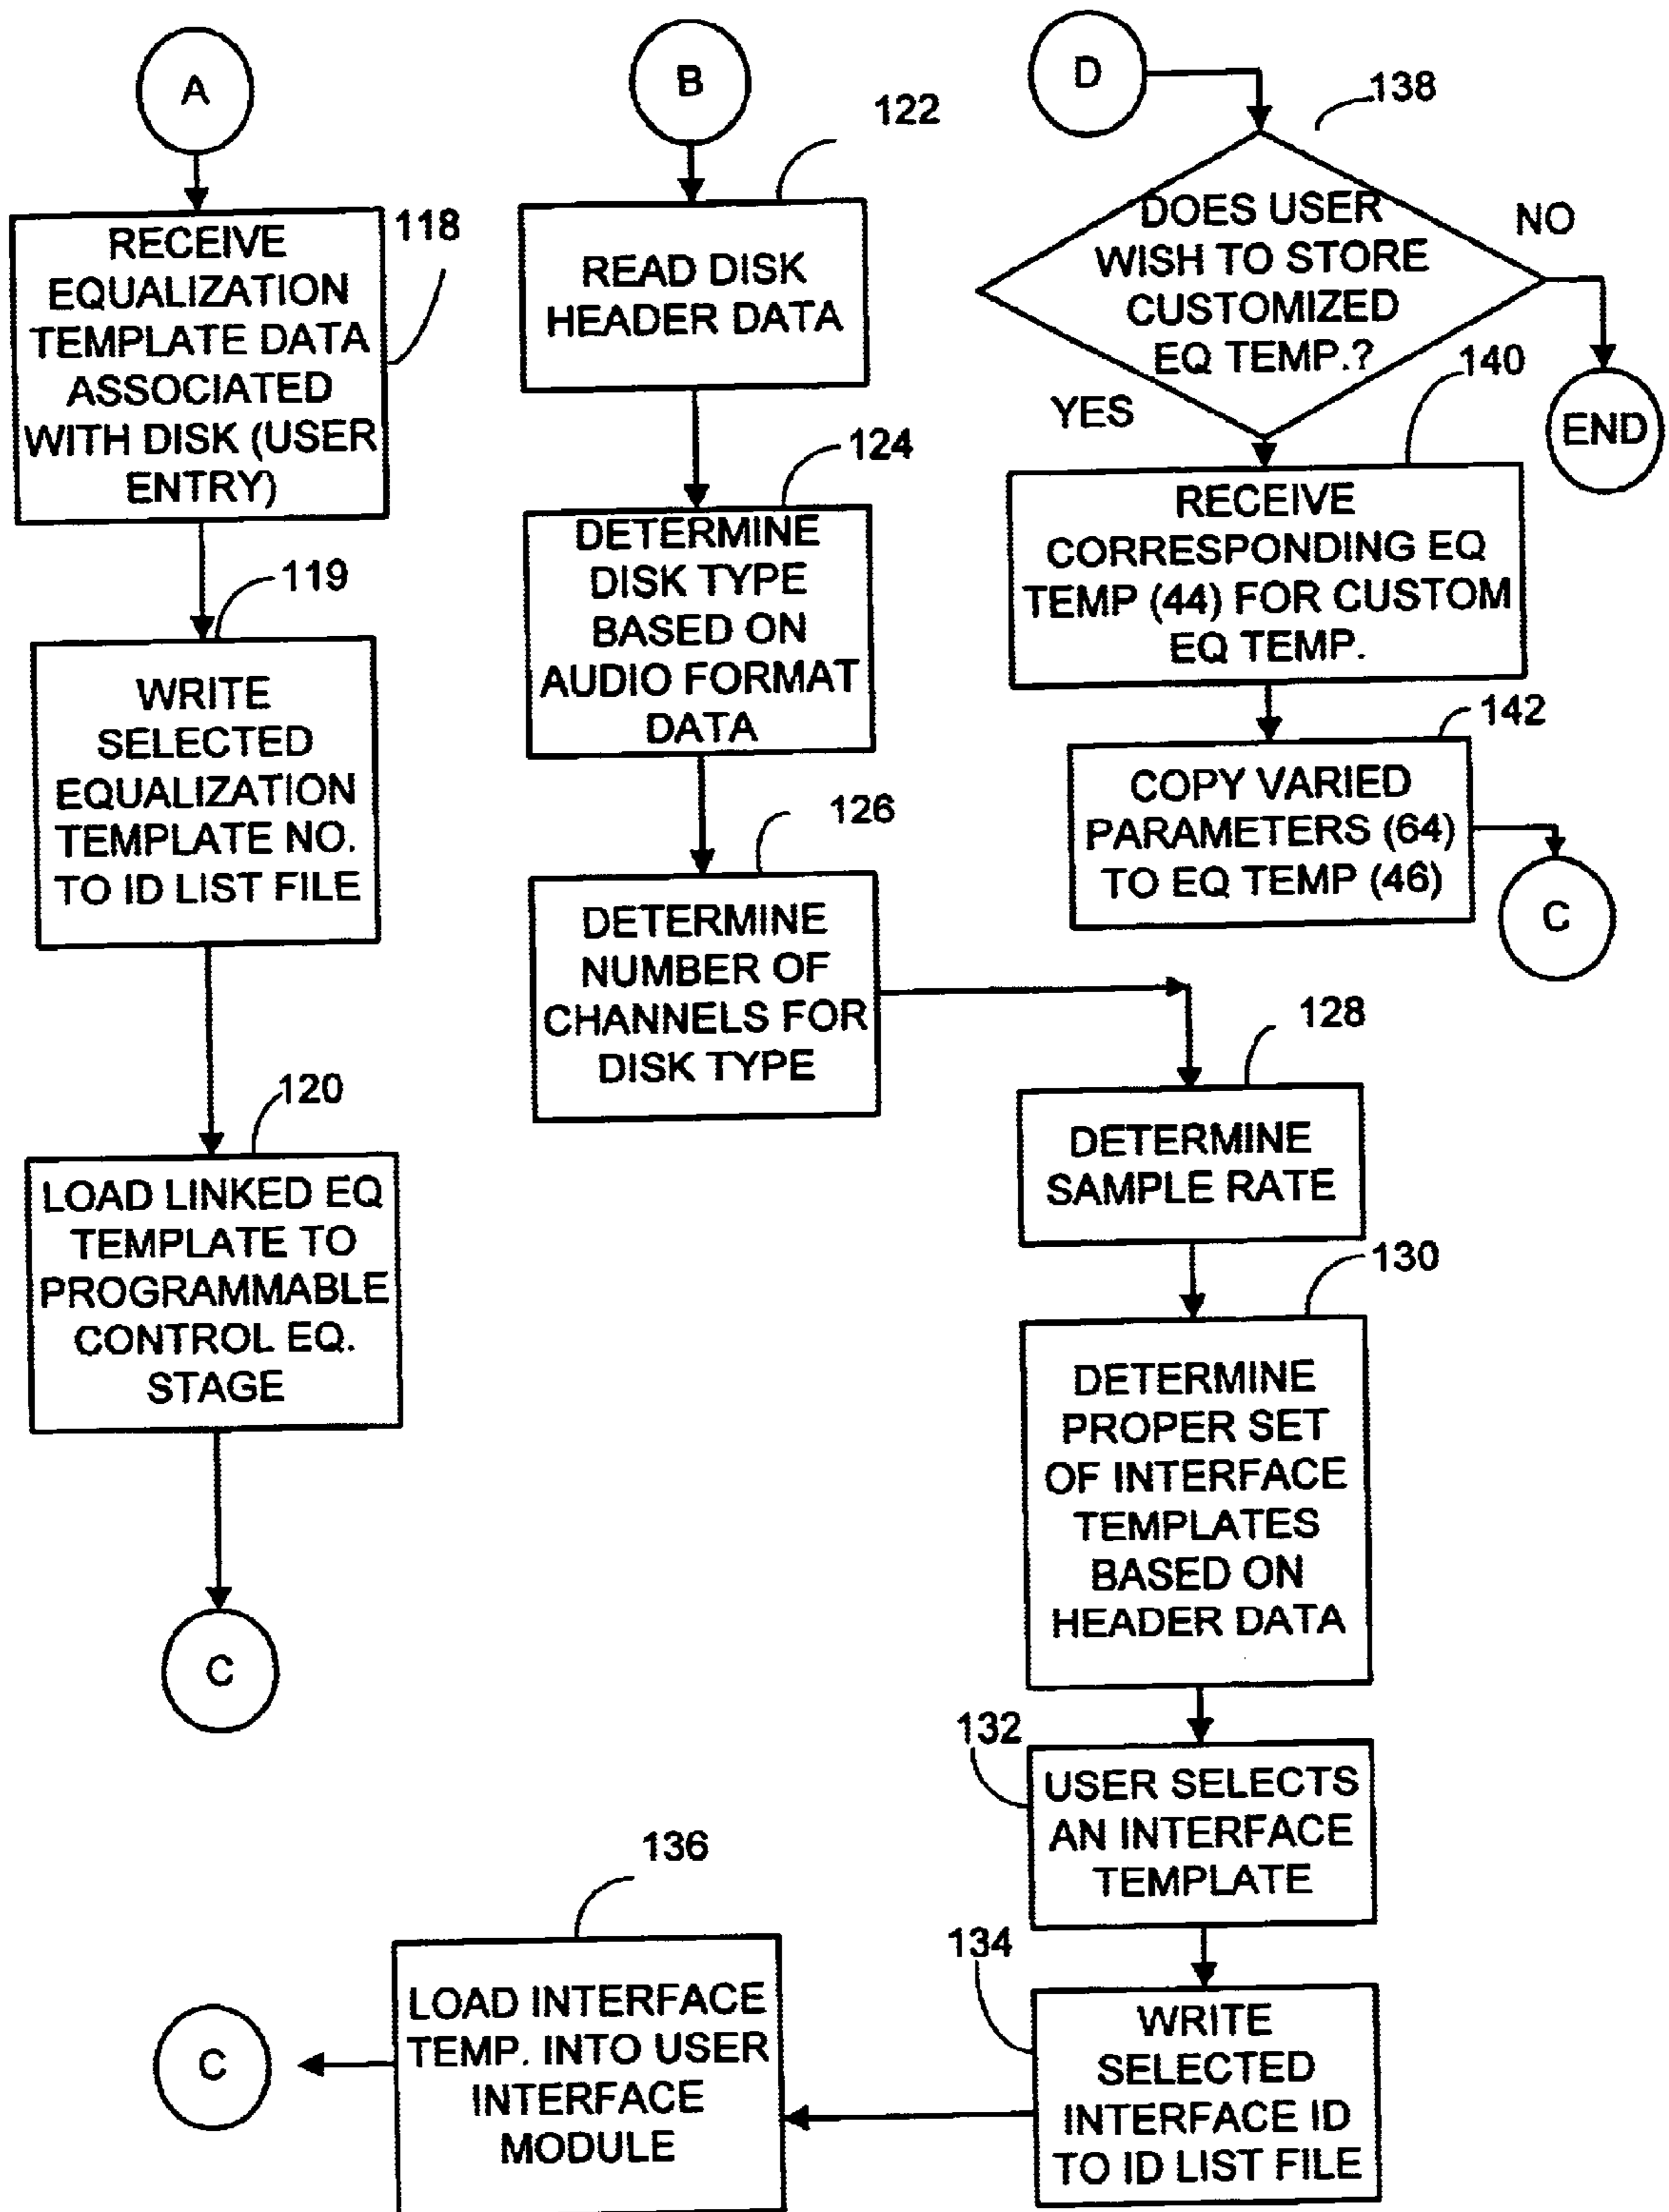 A
118
RECEIVE
EQUALIZATION
TEMPLATE DATA
ASSOCIATED
WITH DISK (USER
ENTRY)
119
WRITE
SELECTED
EQUALIZATION
TEMPLATE NO.
TO ID LIST FILE
120
LOAD LINKED EQ
TEMPLATE TO
PROGRAMMABLE
CONTROL EQ.
STAGE
C
B
122
READ DISK
HEADER DATA
124
DETERMINE
DISK TYPE
BASED ON
AUDIO FORMAT
DATA
126
DETERMINE
NUMBER OF
CHANNELS FOR
DISK TYPE
128
DETERMINE
SAMPLE RATE
130
DETERMINE
PROPER SET
OF INTERFACE
TEMPLATES
BASED ON
HEADER DATA
132
USER SELECTS
AN INTERFACE
TEMPLATE
134
WRITE
SELECTED
INTERFACE ID
TO ID LIST FILE
136
LOAD INTERFACE
TEMP. INTO USER
INTERFACE
MODULE
C
D
138
DOES USER
WISH TO STORE
CUSTOMIZED
EQ TEMP.?
NO
END
YES
140
RECEIVE
CORRESPONDING EQ
TEMP (44) FOR CUSTOM
EQ TEMP.
142
COPY VARIED
PARAMETERS (64)
TO EQ TEMP (46)
C